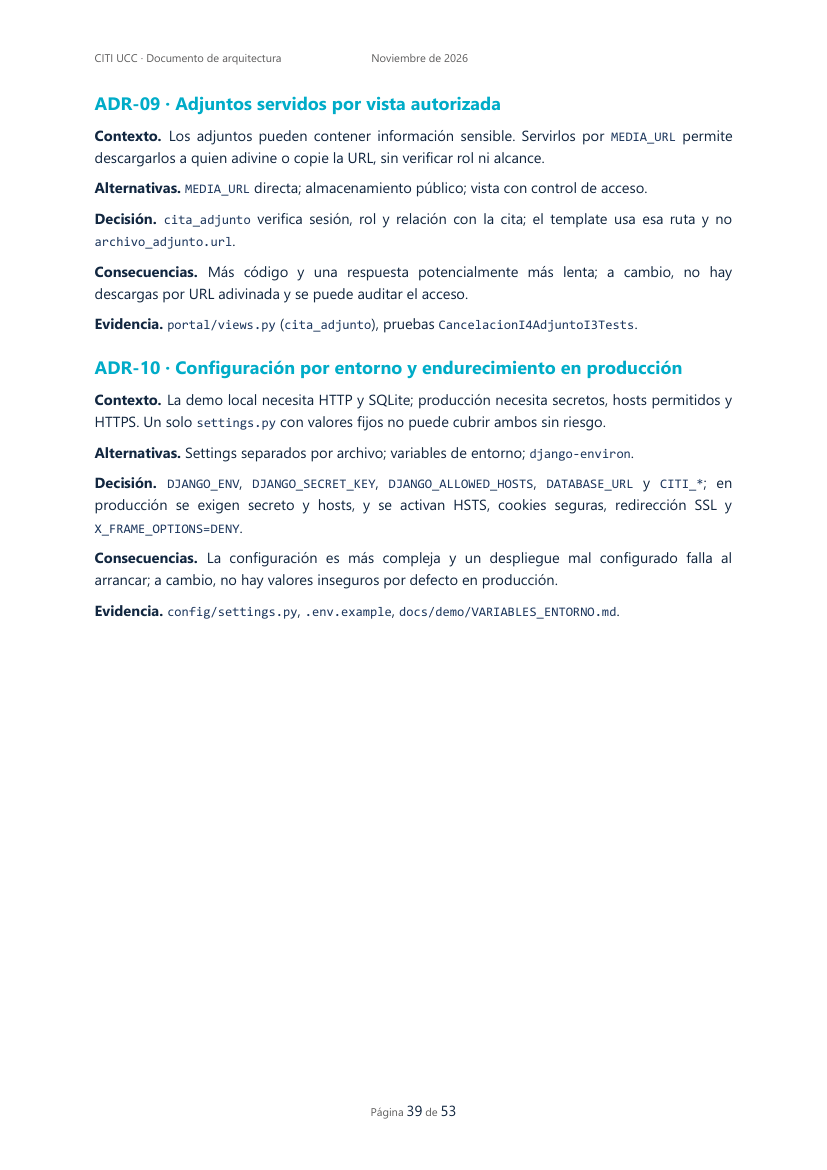 CITI UCC · Documento de arquitectura Noviembre de 2026
ADR-09 · Adjuntos servidos por vista autorizada
Contexto. Los adjuntos pueden contener información sensible. Servirlos por MEDIA_URL permite
descargarlos a quien adivine o copie la URL, sin verificar rol ni alcance.
Alternativas. MEDIA_URL directa; almacenamiento público; vista con control de acceso.
Decisión. cita_adjunto verifica sesión, rol y relación con la cita; el template usa esa ruta y no
archivo_adjunto.url.
Consecuencias. Más código y una respuesta potencialmente más lenta; a cambio, no hay
descargas por URL adivinada y se puede auditar el acceso.
Evidencia. portal/views.py (cita_adjunto), pruebas CancelacionI4AdjuntoI3Tests.
ADR-10 · Configuración por entorno y endurecimiento en producción
Contexto. La demo local necesita HTTP y SQLite; producción necesita secretos, hosts permitidos y
HTTPS. Un solo settings.py con valores fijos no puede cubrir ambos sin riesgo.
Alternativas. Settings separados por archivo; variables de entorno; django-environ.
Decisión. DJANGO_ENV, DJANGO_SECRET_KEY, DJANGO_ALLOWED_HOSTS, DATABASE_URL y CITI_*; en
producción se exigen secreto y hosts, y se activan HSTS, cookies seguras, redirección SSL y
X_FRAME_OPTIONS=DENY.
Consecuencias. La configuración es más compleja y un despliegue mal configurado falla al
arrancar; a cambio, no hay valores inseguros por defecto en producción.
Evidencia. config/settings.py, .env.example, docs/demo/VARIABLES_ENTORNO.md.
Página 39 de 53